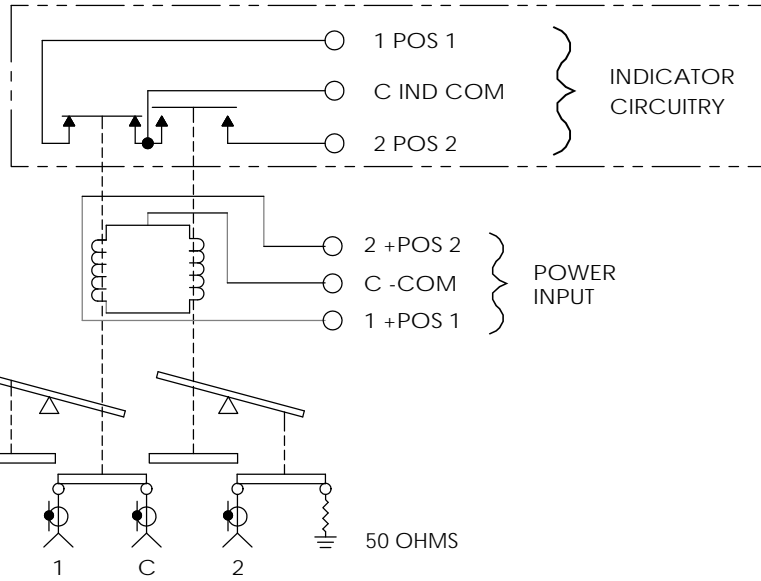 1 POS 1
C IND COM
2 POS 2
INDICATOR
CIRCUITRY
2 +POS 2
C -COM
1 +POS 1
POWER
INPUT
50 OHMS
1 C 2